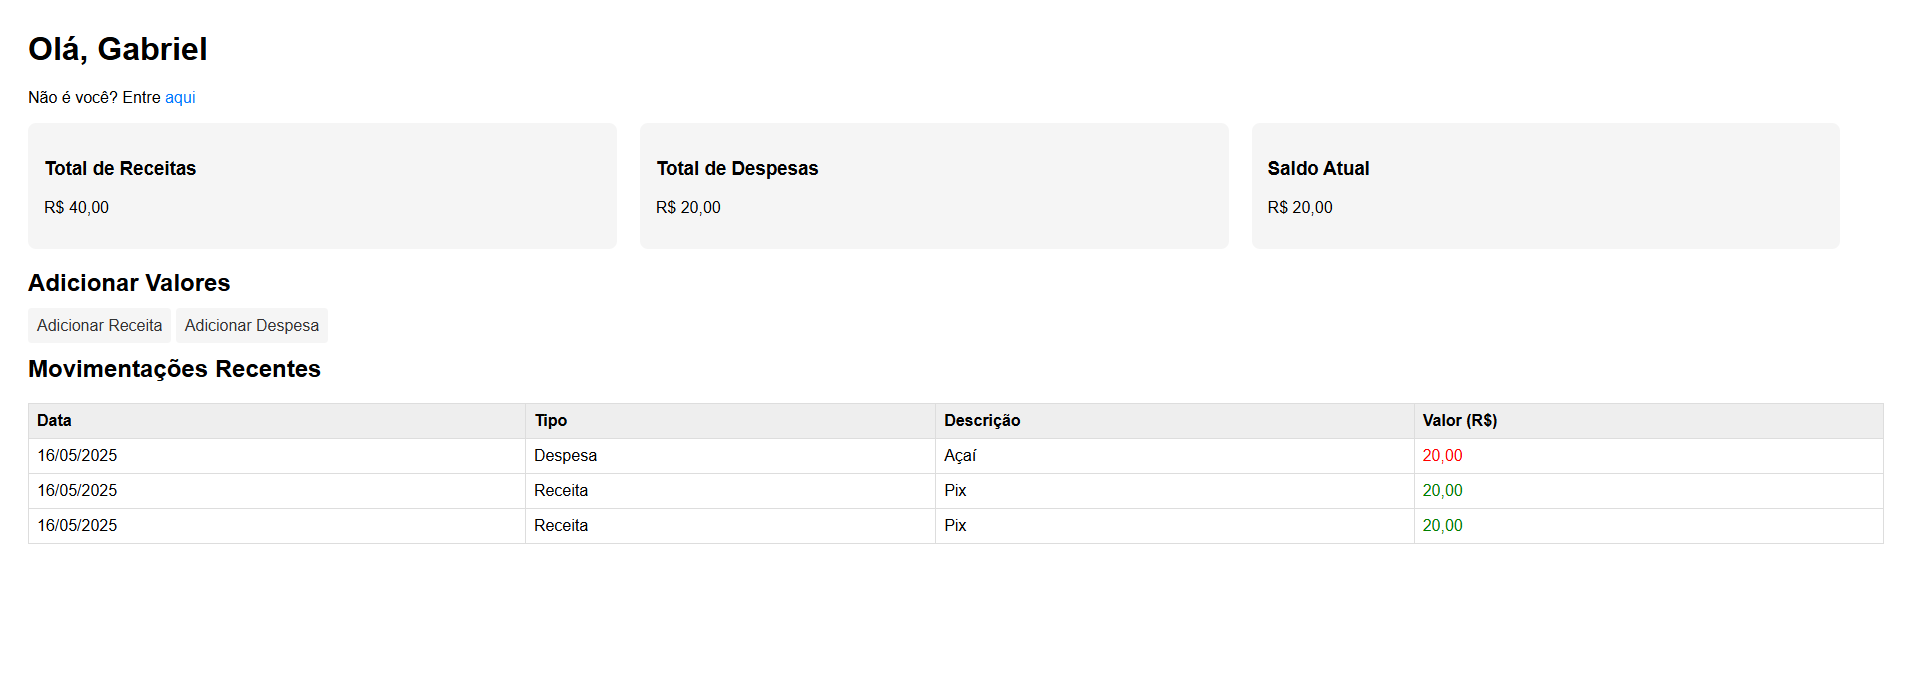 Olá, Gabriel
Não é você? Entre aqui
Total de Receitas
R$ 40,00
Total de Despesas
R$ 20,00
Saldo Atual
R$ 20,00
Adicionar Valores
Adicionar Receita Adicionar Despesa
Movimentações Recentes
Data Tipo Descrição Valor (R$)
16/05/2025 Despesa Açaí 20,00
16/05/2025 Receita Pix 20,00
16/05/2025 Receita Pix 20,00